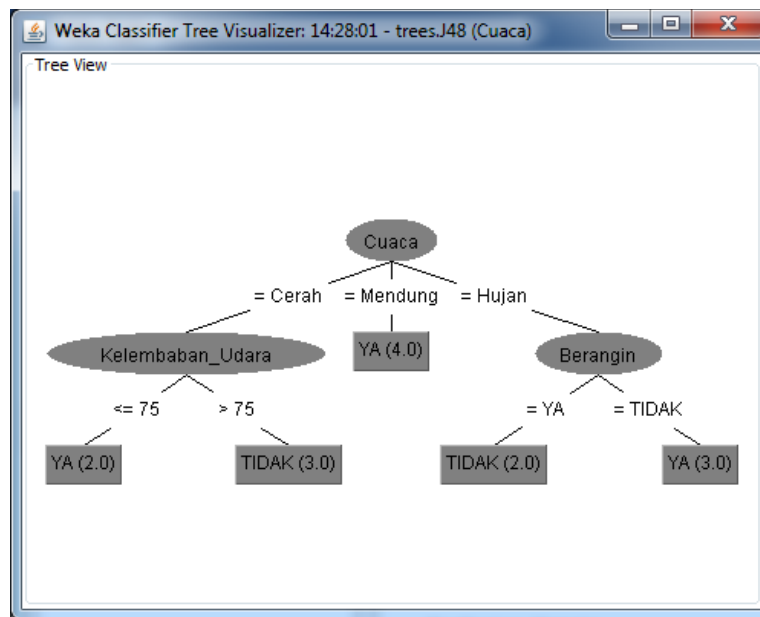 Weka Classifier Tree Visualizer: 14:28:01 - trees.J48 (Cuaca)
Tree View
Cuaca
= Cerah = Mendung = Hujan
Kelembaban_Udara YA (4.0) Berangin
<= 75 > 75 = YA = TIDAK
YA (2.0) TIDAK (3.0) TIDAK (2.0) YA (3.0)